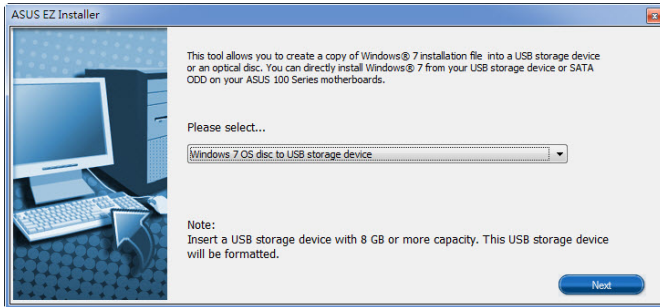 ASUS EZ Installer
This tool allows you to create a copy of Windows® 7 installation file into a USB storage device
or an optical disc. You can directly install Windows® 7 from your USB storage device or SATA
ODD on your ASUS 100 Series motherboards.
Please select...
Windows 7 OS disc to USB storage device
Note:
Insert a USB storage device with 8 GB or more capacity. This USB storage device
will be formatted.
Next